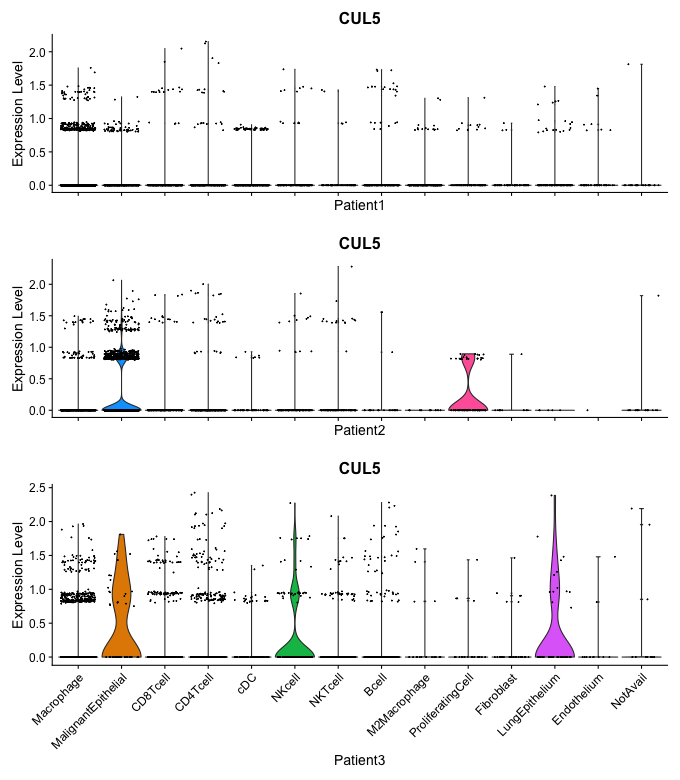 CUL5
Expression Level
2.0
1.5
1.0
0.5
0.0
Patient1
CUL5
Expression Level
2.0
1.5
1.0
0.5
0.0
Patient2
CUL5
Expression Level
2.5
2.0
1.5
1.0
0.5
0.0
Macrophage
MalignantEpithelial
CD8Tcell
CD4Tcell
cDC
NKcell
NKTcell
Bcell
M2Macrophage
ProliferatingCell
Fibroblast
LungEpithelium
Endothelium
NotAvail
Patient3